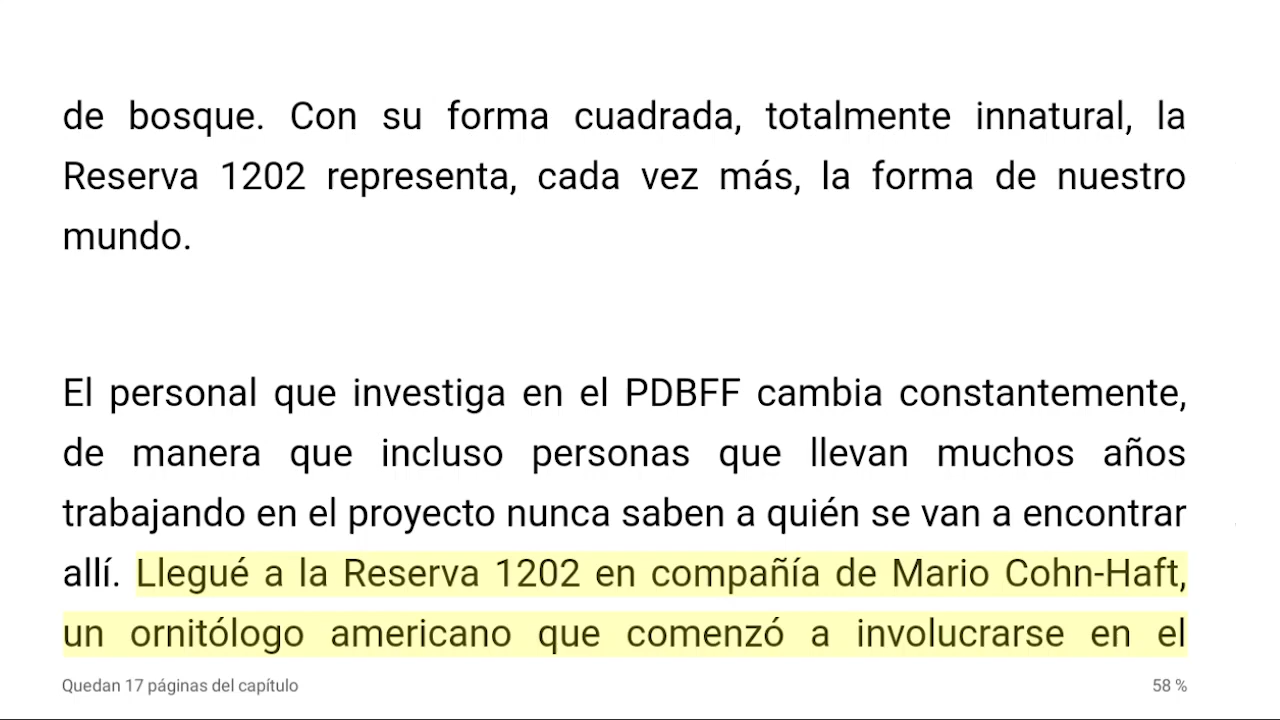 de bosque. Con su forma cuadrada, totalmente innatural, la
Reserva 1202 representa, cada vez más, la forma de nuestro
mundo.
El personal que investiga en el PDBFF cambia constantemente,
de manera que incluso personas que llevan muchos años
trabajando en el proyecto nunca saben a quién se van a encontrar
allí. Llegué a la Reserva 1202 en compañía de Mario Cohn-Haft,
un ornitólogo americano que comenzó a involucrarse en el
Quedan 17 páginas del capítulo
58 %